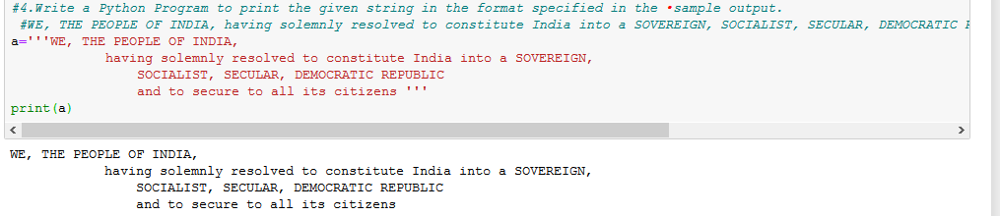 #4.Write a Python Program to print the given string in the format specified in the •sample output.
#WE, THE PEOPLE OF INDIA, having solemnly resolved to constitute India into a SOVEREIGN, SOCIALIST, SECULAR, DEMOCRATIC
a='''WE, THE PEOPLE OF INDIA,
            having solemnly resolved to constitute India into a SOVEREIGN,
                SOCIALIST, SECULAR, DEMOCRATIC REPUBLIC
                and to secure to all its citizens '''
print(a)
WE, THE PEOPLE OF INDIA,
            having solemnly resolved to constitute India into a SOVEREIGN,
                SOCIALIST, SECULAR, DEMOCRATIC REPUBLIC
                and to secure to all its citizens